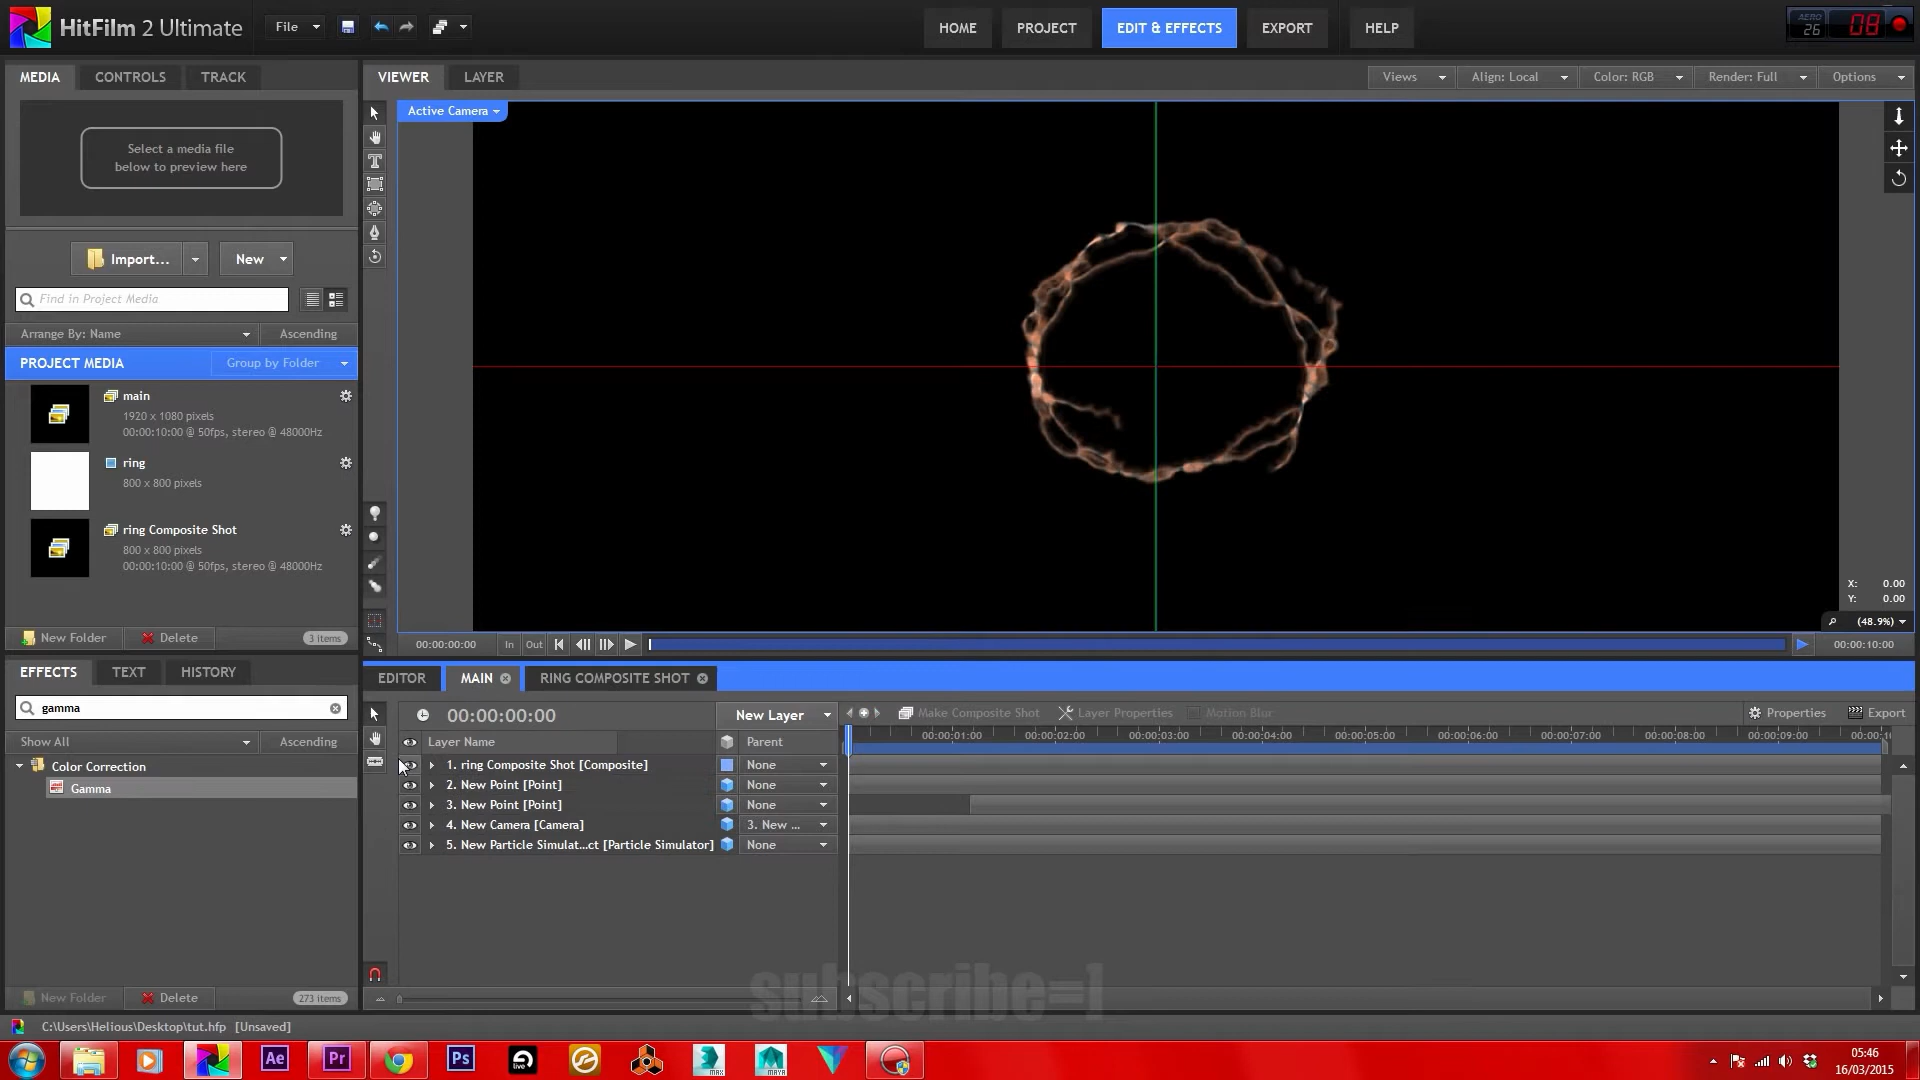 HitFilm 2 Ultimate
File
HOME
PROJECT
EDIT & EFFECTS
EXPORT
HELP
AERO
26
08
MEDIA
CONTROLS
TRACK
VIEWER
LAYER
Views
Align: Local
Color: RGB
Render: Full
Options
Select a media file
below to preview here
Active Camera
Import...
New
Find in Project Media
Arrange By: Name
Ascending
PROJECT MEDIA
Group by Folder
main
1920 x 1080 pixels
00:00:10:00 @ 50fps, stereo @ 48000Hz
ring
800 x 800 pixels
ring Composite Shot
800 x 800 pixels
00:00:10:00 @ 50fps, stereo @ 48000Hz
X: 0.00
Y: 0.00
(48.9%)
New Folder
Delete
3 items
00:00:00:00
In
Out
00:00:10:00
EFFECTS
TEXT
HISTORY
EDITOR
MAIN
RING COMPOSITE SHOT
gamma
00:00:00:00
New Layer
Make Composite Shot
Layer Properties
Motion Blur
Properties
Export
Show All
Ascending
Layer Name
Parent
00:00:01:00
00:00:02:00
00:00:03:00
00:00:04:00
00:00:05:00
00:00:06:00
00:00:07:00
00:00:08:00
00:00:09:00
00:00:1
Color Correction
Gamma
1. ring Composite Shot [Composite]
None
2. New Point [Point]
None
3. New Point [Point]
None
4. New Camera [Camera]
3. New ...
5. New Particle Simulat...ct [Particle Simulator]
None
subscribe=]
New Folder
Delete
273 items
C:\Users\Helious\Desktop\tut.hfp [Unsaved]
Ae
Pr
Ps
live
MAX
MAYA
05:46
16/03/2015